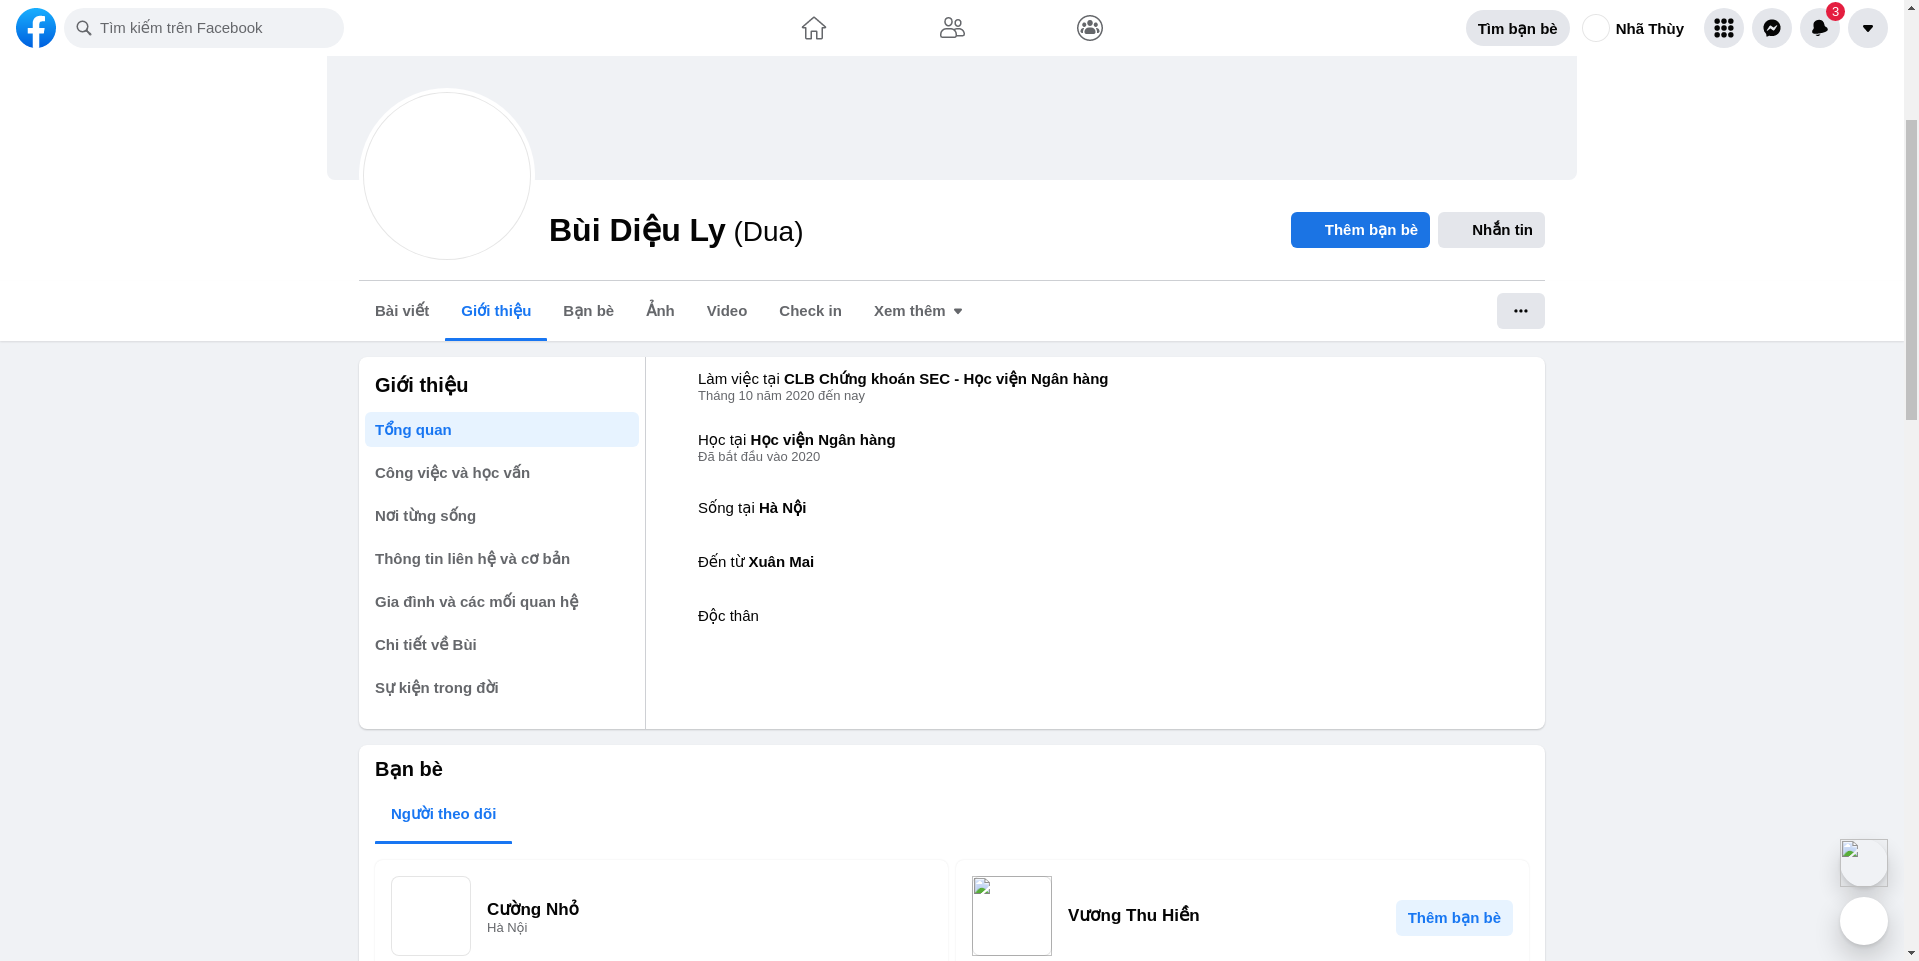 Tìm kiếm trên Facebook
Tìm bạn bè
Nhã Thùy
3
Bùi Diệu Ly (Dua)
Thêm bạn bè
Nhắn tin
Bài viết
Giới thiệu
Bạn bè
Ảnh
Video
Check in
Xem thêm
Giới thiệu
Tổng quan
Công việc và học vấn
Nơi từng sống
Thông tin liên hệ và cơ bản
Gia đình và các mối quan hệ
Chi tiết về Bùi
Sự kiện trong đời
Làm việc tại CLB Chứng khoán SEC - Học viện Ngân hàng
Tháng 10 năm 2020 đến nay
Học tại Học viện Ngân hàng
Đã bắt đầu vào 2020
Sống tại Hà Nội
Đến từ Xuân Mai
Độc thân
Bạn bè
Người theo dõi
Cường Nhỏ
Hà Nội
Vương Thu Hiền
Thêm bạn bè